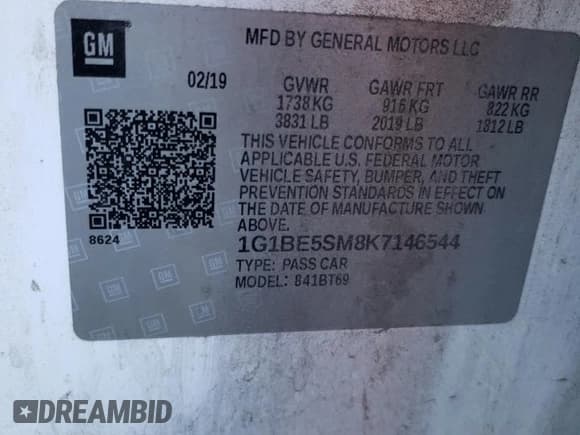 GM
MFD BY GENERAL MOTORS LLC
02/19 GVWR GAWR FRT GAWR RR
1738 KG 916 KG 822 KG
3831 LB 2019 LB 1812 LB
THIS VEHICLE CONFORMS TO ALL
APPLICABLE U.S. FEDERAL MOTOR
VEHICLE SAFETY, BUMPER, AND THEFT
PREVENTION STANDARDS IN EFFECT ON
THE DATE OF MANUFACTURE SHOWN
ABOVE.
8624
1G1BE5SM8K7146544
TYPE: PASS CAR
MODEL: 841BT69
DREAMBID